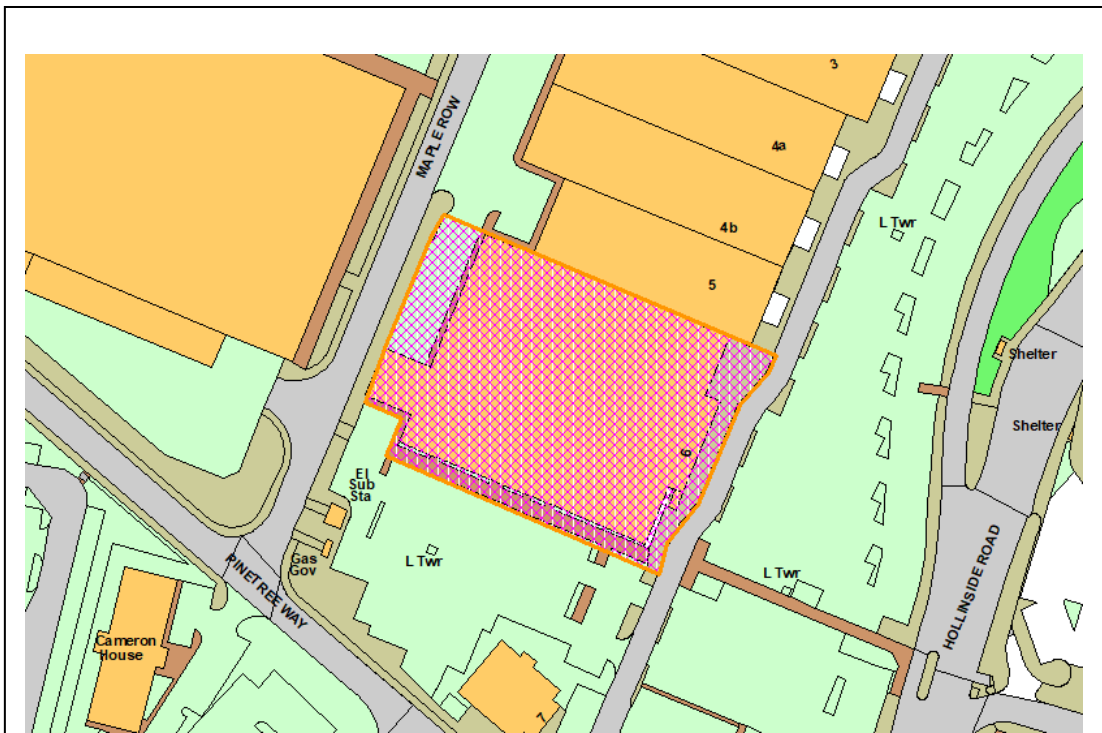 3
MAPLE ROW
4a
4b
L Twr
5
Shelter
Shelter
6
El
Sub
Sta
L Twr
Gas
Gov
L Twr
PINETREE WAY
HOLLINSIDE ROAD
Cameron
House
7